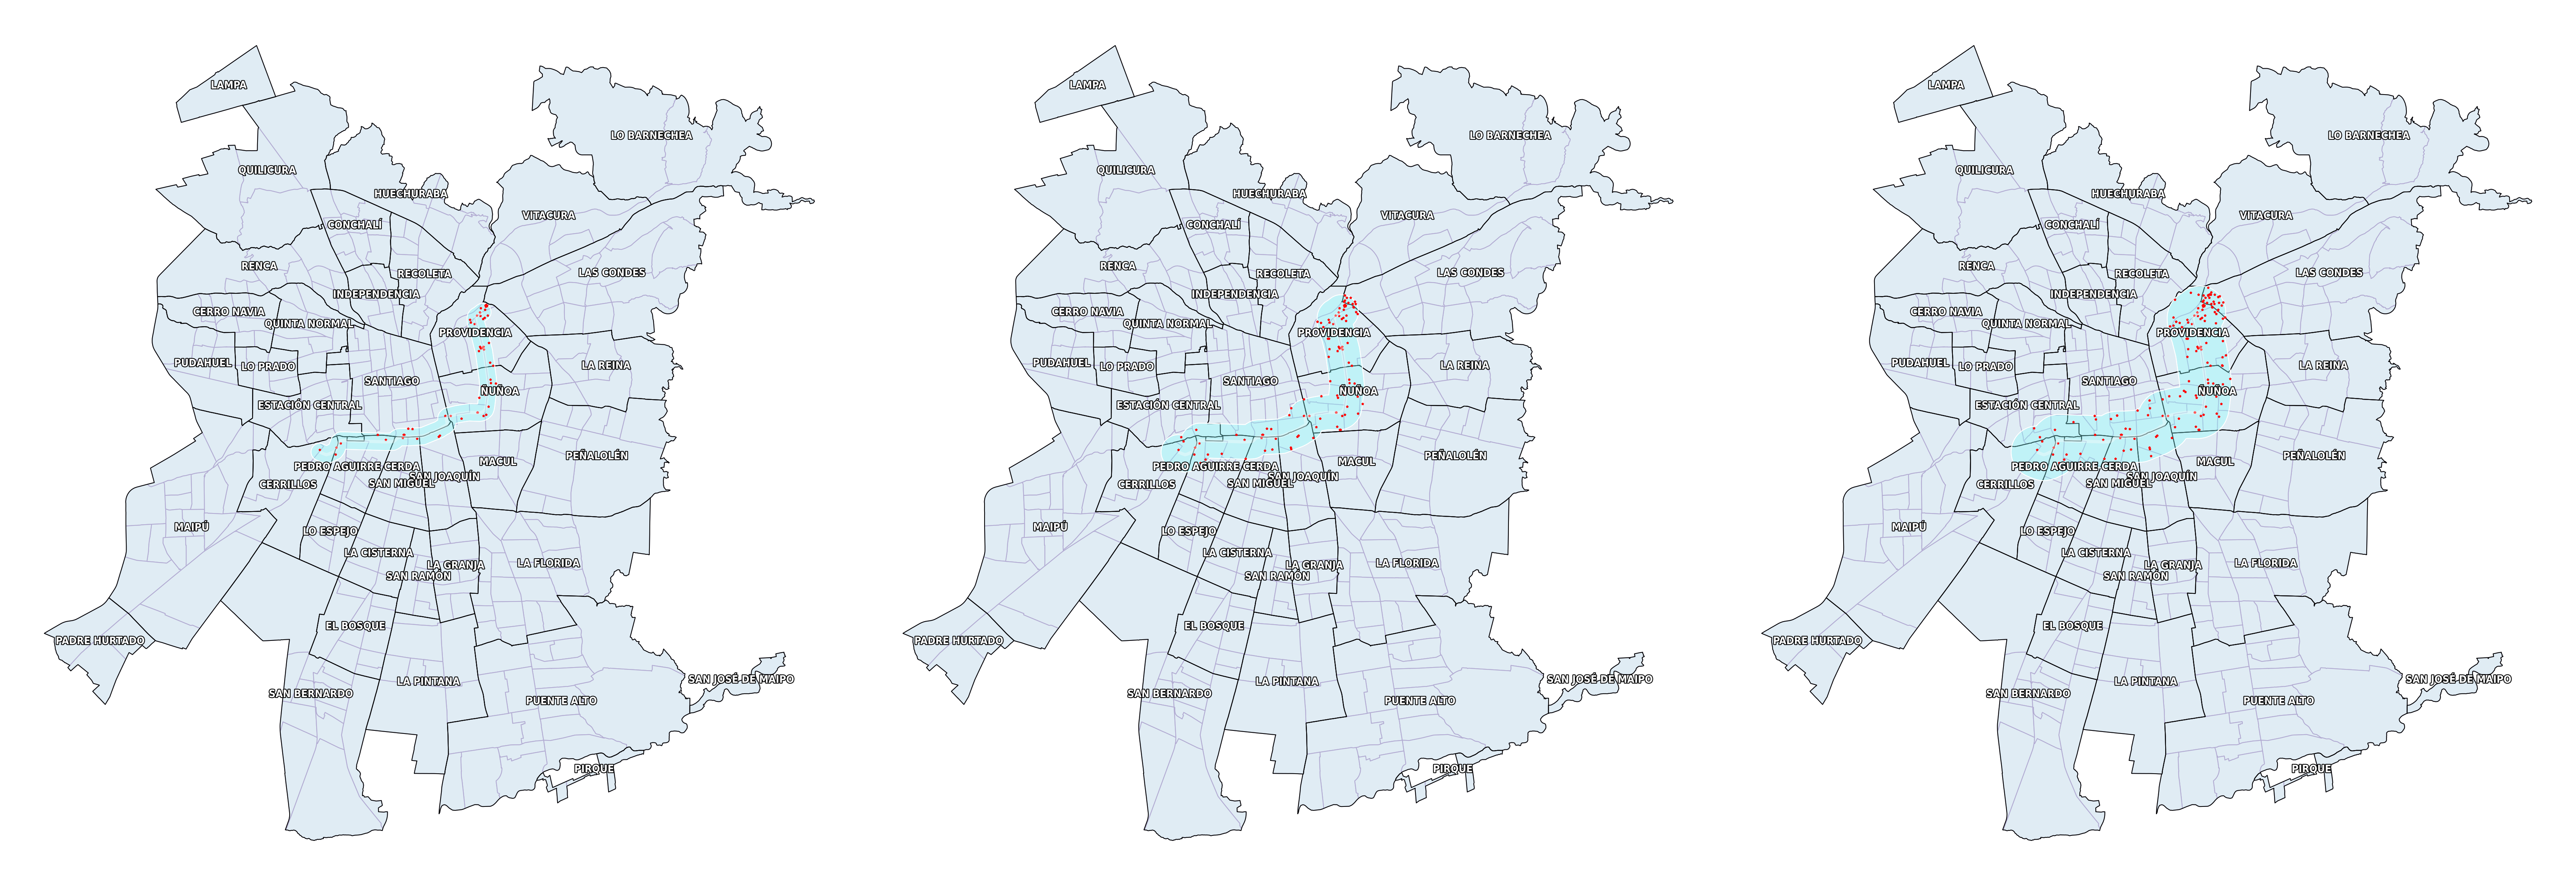 LAMPA
LO BARNECHEA
QUILICURA
HUECHURABA
VITACURA
CONCHALÍ
RENCA
RECOLETA
LAS CONDES
INDEPENDENCIA
CERRO NAVIA
QUINTA NORMAL
PROVIDENCIA
PUDAHUEL
LO PRADO
LA REINA
SANTIAGO
ÑUÑOA
ESTACIÓN CENTRAL
PEÑALOLÉN
MACUL
PEDRO AGUIRRE CERDA
SAN JOAQUÍN
CERRILLOS
SAN MIGUEL
MAIPÚ
LO ESPEJO
LA CISTERNA
LA GRANJA
LA FLORIDA
SAN RAMÓN
EL BOSQUE
PADRE HURTADO
SAN JOSÉ DE MAIPO
LA PINTANA
SAN BERNARDO
PUENTE ALTO
PIRQUE
LAMPA
LO BARNECHEA
QUILICURA
HUECHURABA
VITACURA
CONCHALÍ
RENCA
RECOLETA
LAS CONDES
INDEPENDENCIA
CERRO NAVIA
QUINTA NORMAL
PROVIDENCIA
PUDAHUEL
LO PRADO
LA REINA
SANTIAGO
ÑUÑOA
ESTACIÓN CENTRAL
PEÑALOLÉN
MACUL
PEDRO AGUIRRE CERDA
SAN JOAQUÍN
CERRILLOS
SAN MIGUEL
MAIPÚ
LO ESPEJO
LA CISTERNA
LA GRANJA
LA FLORIDA
SAN RAMÓN
EL BOSQUE
PADRE HURTADO
SAN JOSÉ DE MAIPO
LA PINTANA
SAN BERNARDO
PUENTE ALTO
PIRQUE
LAMPA
LO BARNECHEA
QUILICURA
HUECHURABA
VITACURA
CONCHALÍ
RENCA
RECOLETA
LAS CONDES
INDEPENDENCIA
CERRO NAVIA
QUINTA NORMAL
PROVIDENCIA
PUDAHUEL
LO PRADO
LA REINA
SANTIAGO
ÑUÑOA
ESTACIÓN CENTRAL
PEÑALOLÉN
MACUL
PEDRO AGUIRRE CERDA
SAN JOAQUÍN
CERRILLOS
SAN MIGUEL
MAIPÚ
LO ESPEJO
LA CISTERNA
LA GRANJA
LA FLORIDA
SAN RAMÓN
EL BOSQUE
PADRE HURTADO
SAN JOSÉ DE MAIPO
LA PINTANA
SAN BERNARDO
PUENTE ALTO
PIRQUE